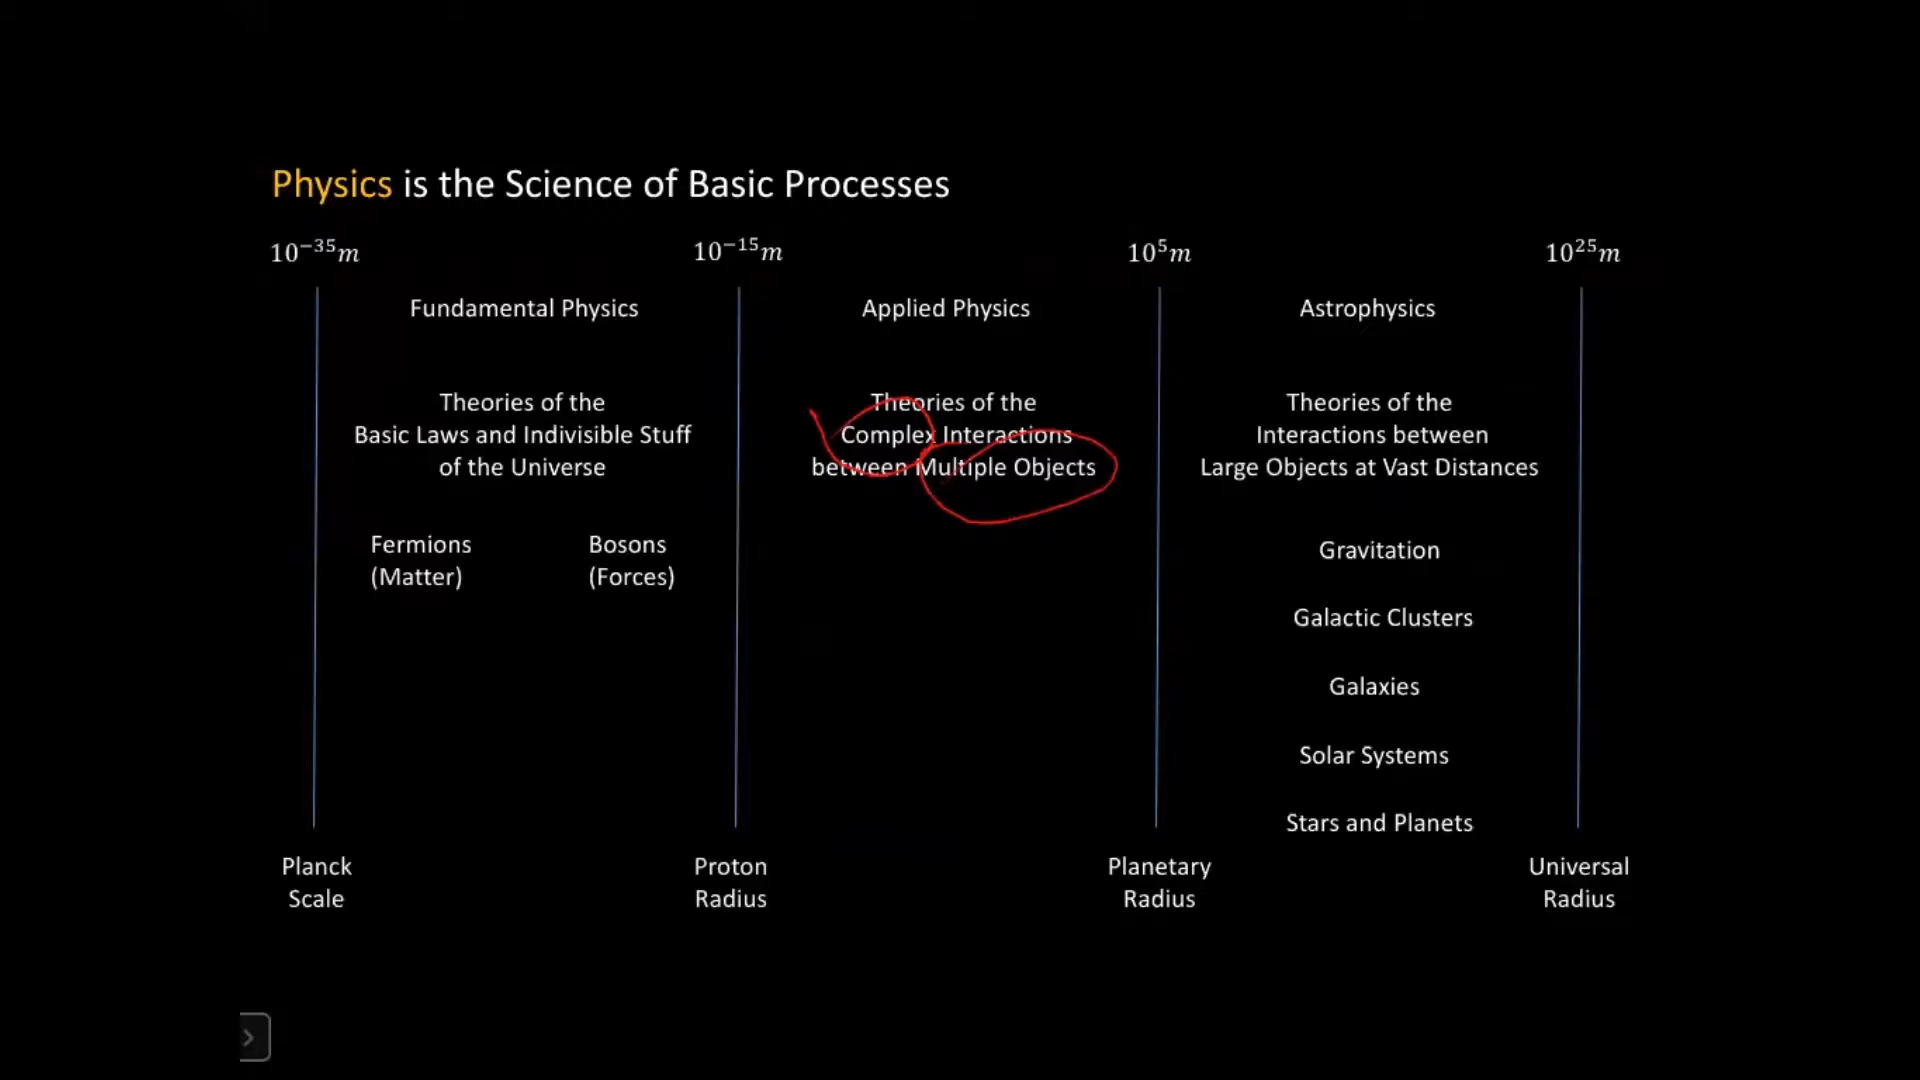 Physics is the Science of Basic Processes
10⁻³⁵m
10⁻¹⁵m
10⁵m
10²⁵m
Fundamental Physics
Applied Physics
Astrophysics
Theories of the
Basic Laws and Indivisible Stuff
of the Universe
Theories of the
Complex Interactions
between Multiple Objects
Theories of the
Interactions between
Large Objects at Vast Distances
Fermions
(Matter)
Bosons
(Forces)
Gravitation
Galactic Clusters
Galaxies
Solar Systems
Stars and Planets
Planck
Scale
Proton
Radius
Planetary
Radius
Universal
Radius